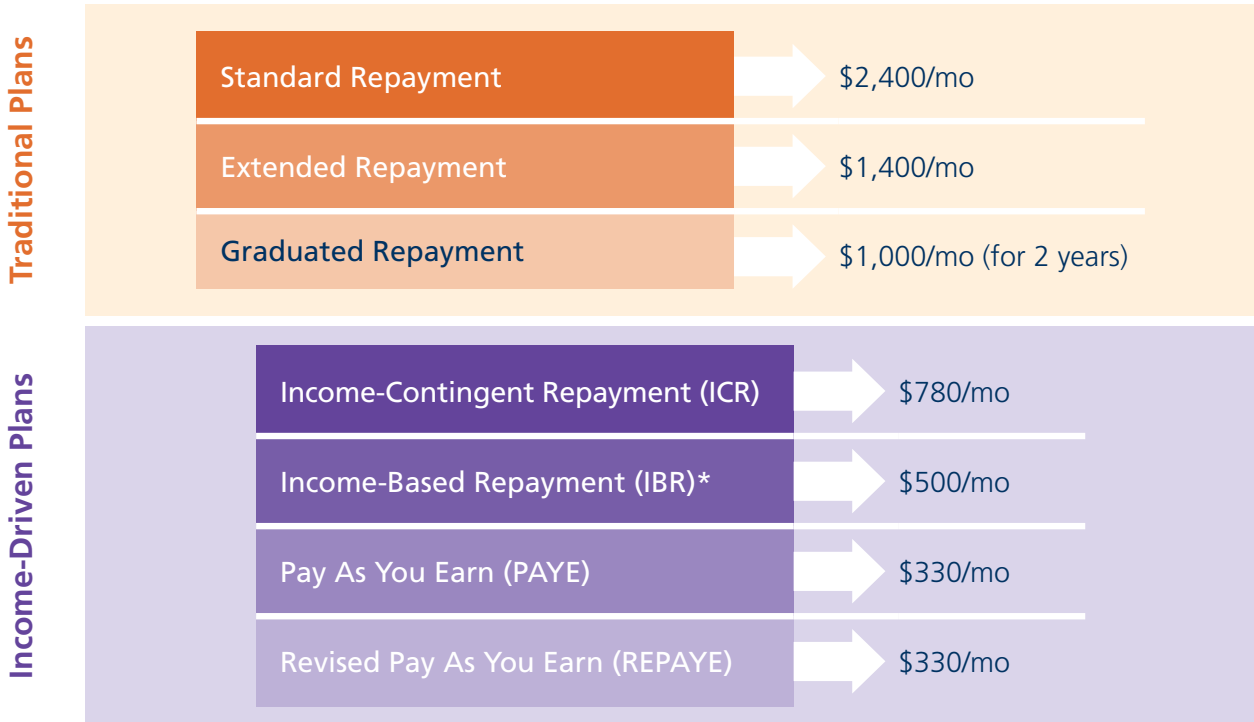 Traditional Plans
Standard Repayment
$2,400/mo
Extended Repayment
$1,400/mo
Graduated Repayment
$1,000/mo (for 2 years)
Income-Driven Plans
Income-Contingent Repayment (ICR)
$780/mo
Income-Based Repayment (IBR)*
$500/mo
Pay As You Earn (PAYE)
$330/mo
Revised Pay As You Earn (REPAYE)
$330/mo